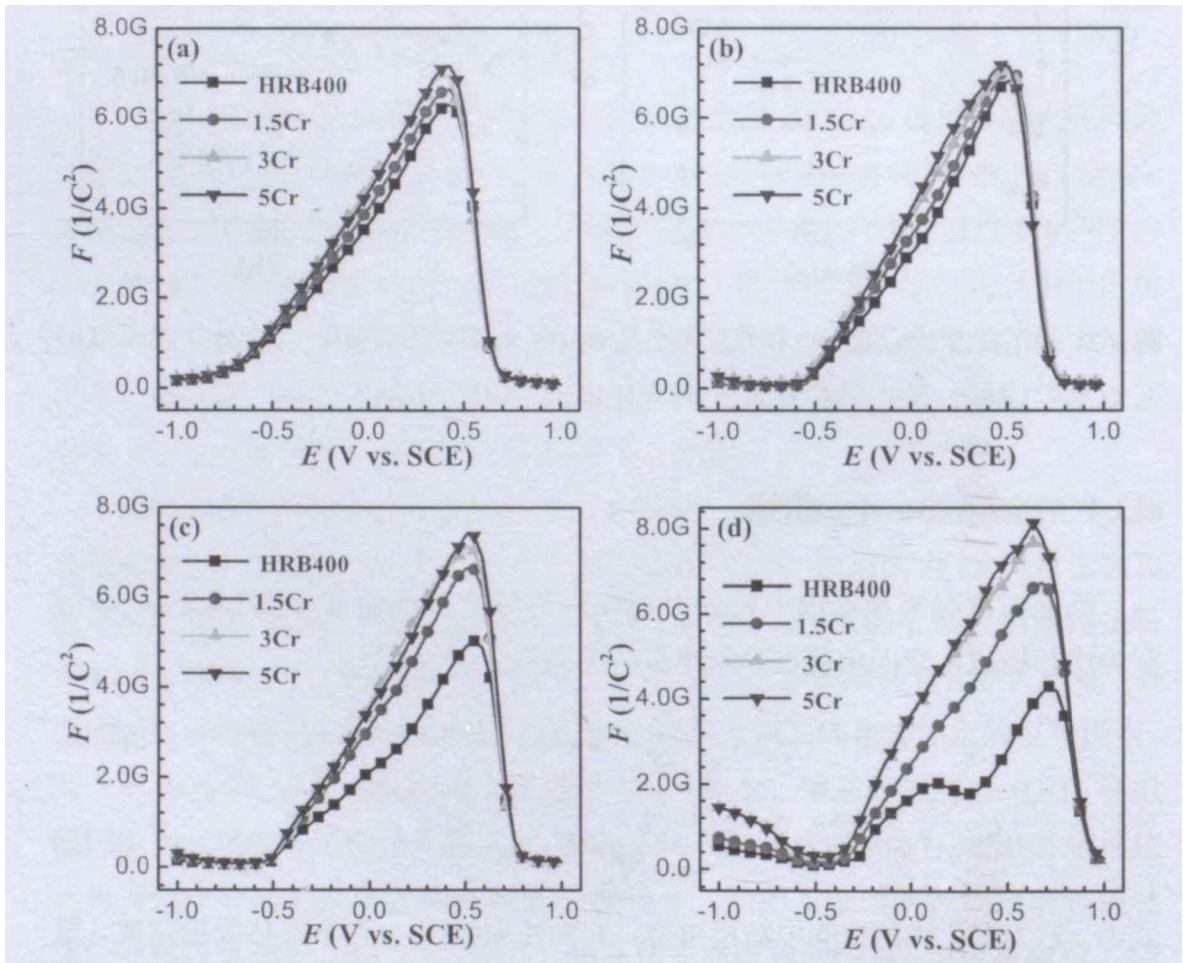 (a)
8.0G
6.0G
4.0G
2.0G
0.0
F (1/C²)
HRB400
1.5Cr
3Cr
5Cr
-1.0
-0.5
0.0
0.5
1.0
E (V vs. SCE)
(b)
8.0G
6.0G
4.0G
2.0G
0.0
F (1/C²)
HRB400
1.5Cr
3Cr
5Cr
-1.0
-0.5
0.0
0.5
1.0
E (V vs. SCE)
(c)
8.0G
6.0G
4.0G
2.0G
0.0
F (1/C²)
HRB400
1.5Cr
3Cr
5Cr
-1.0
-0.5
0.0
0.5
1.0
E (V vs. SCE)
(d)
8.0G
6.0G
4.0G
2.0G
0.0
F (1/C²)
HRB400
1.5Cr
3Cr
5Cr
-1.0
-0.5
0.0
0.5
1.0
E (V vs. SCE)